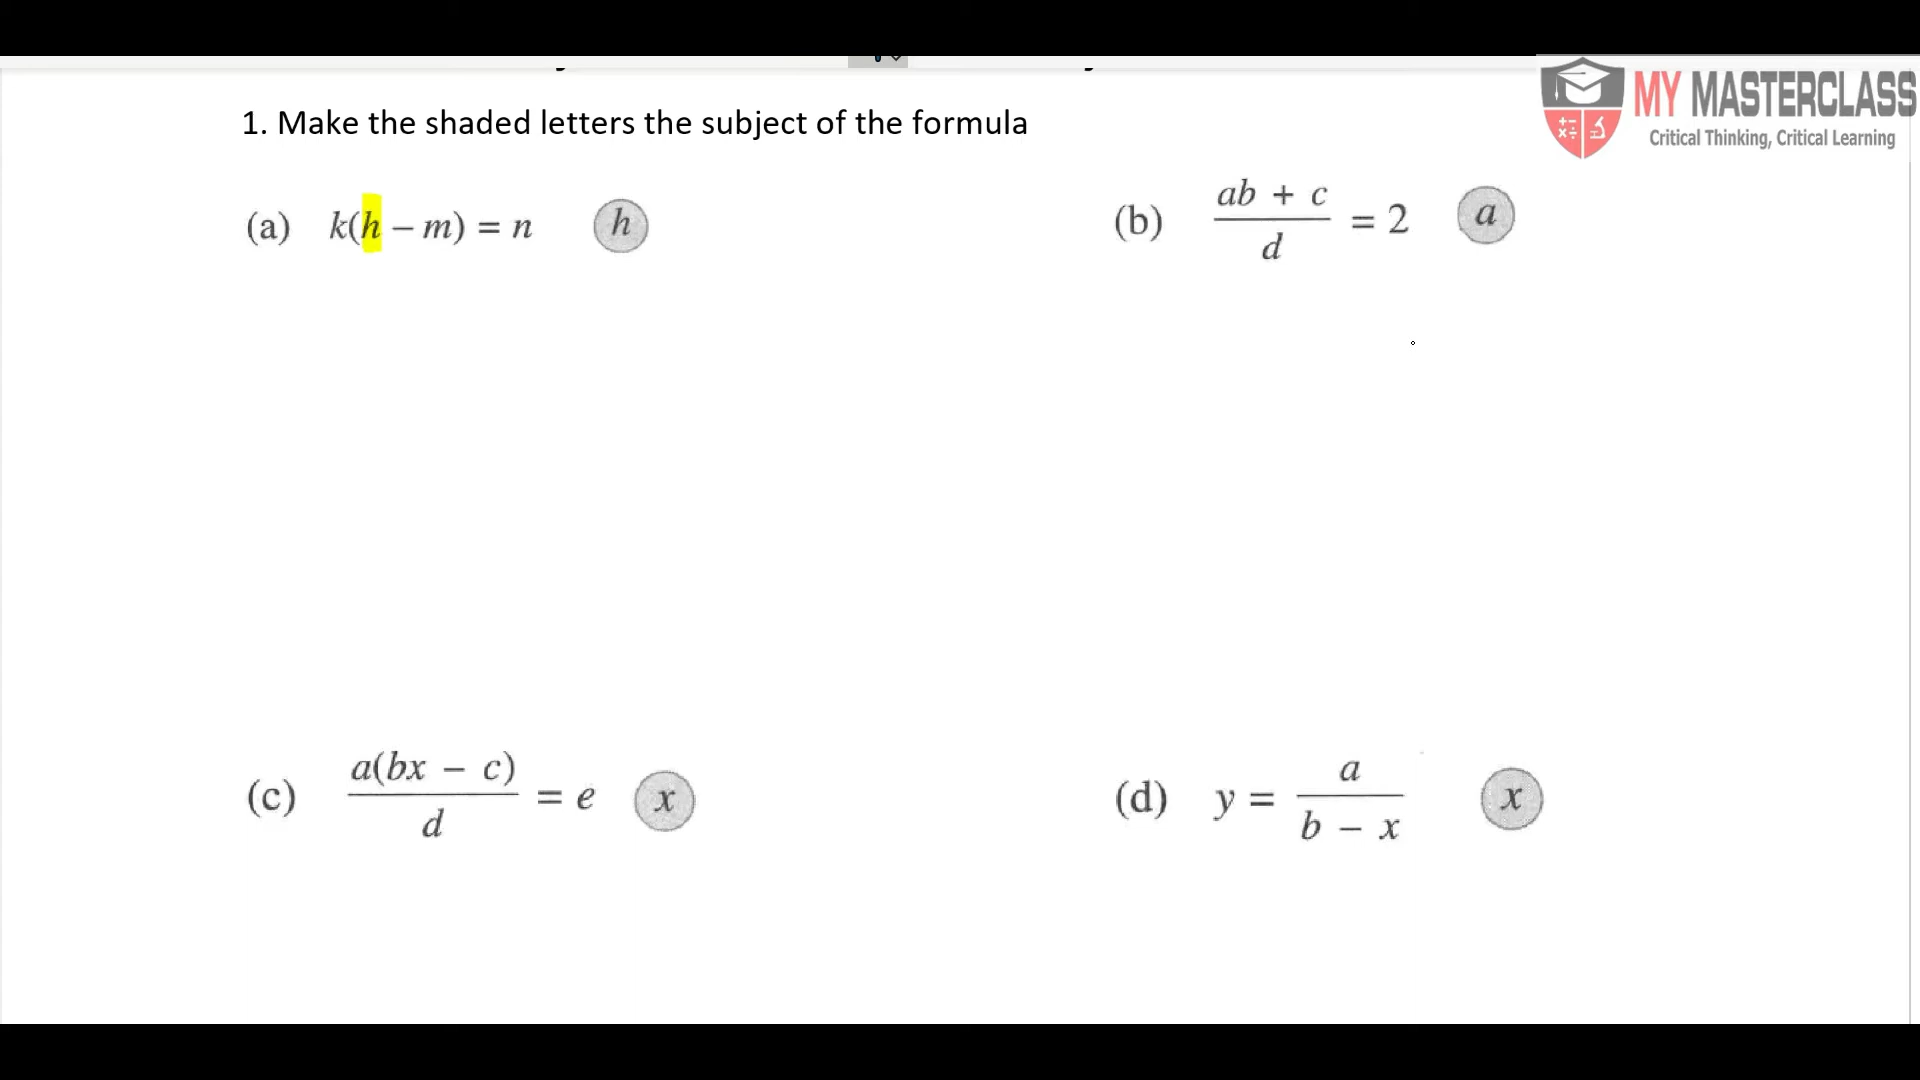 MY MASTERCLASS
Critical Thinking, Critical Learning
1. Make the shaded letters the subject of the formula
(a) k(h – m) = n h
(b) (ab + c)/d = 2 a
(c) a(bx – c)/d = e x
(d) y = a/(b – x) x